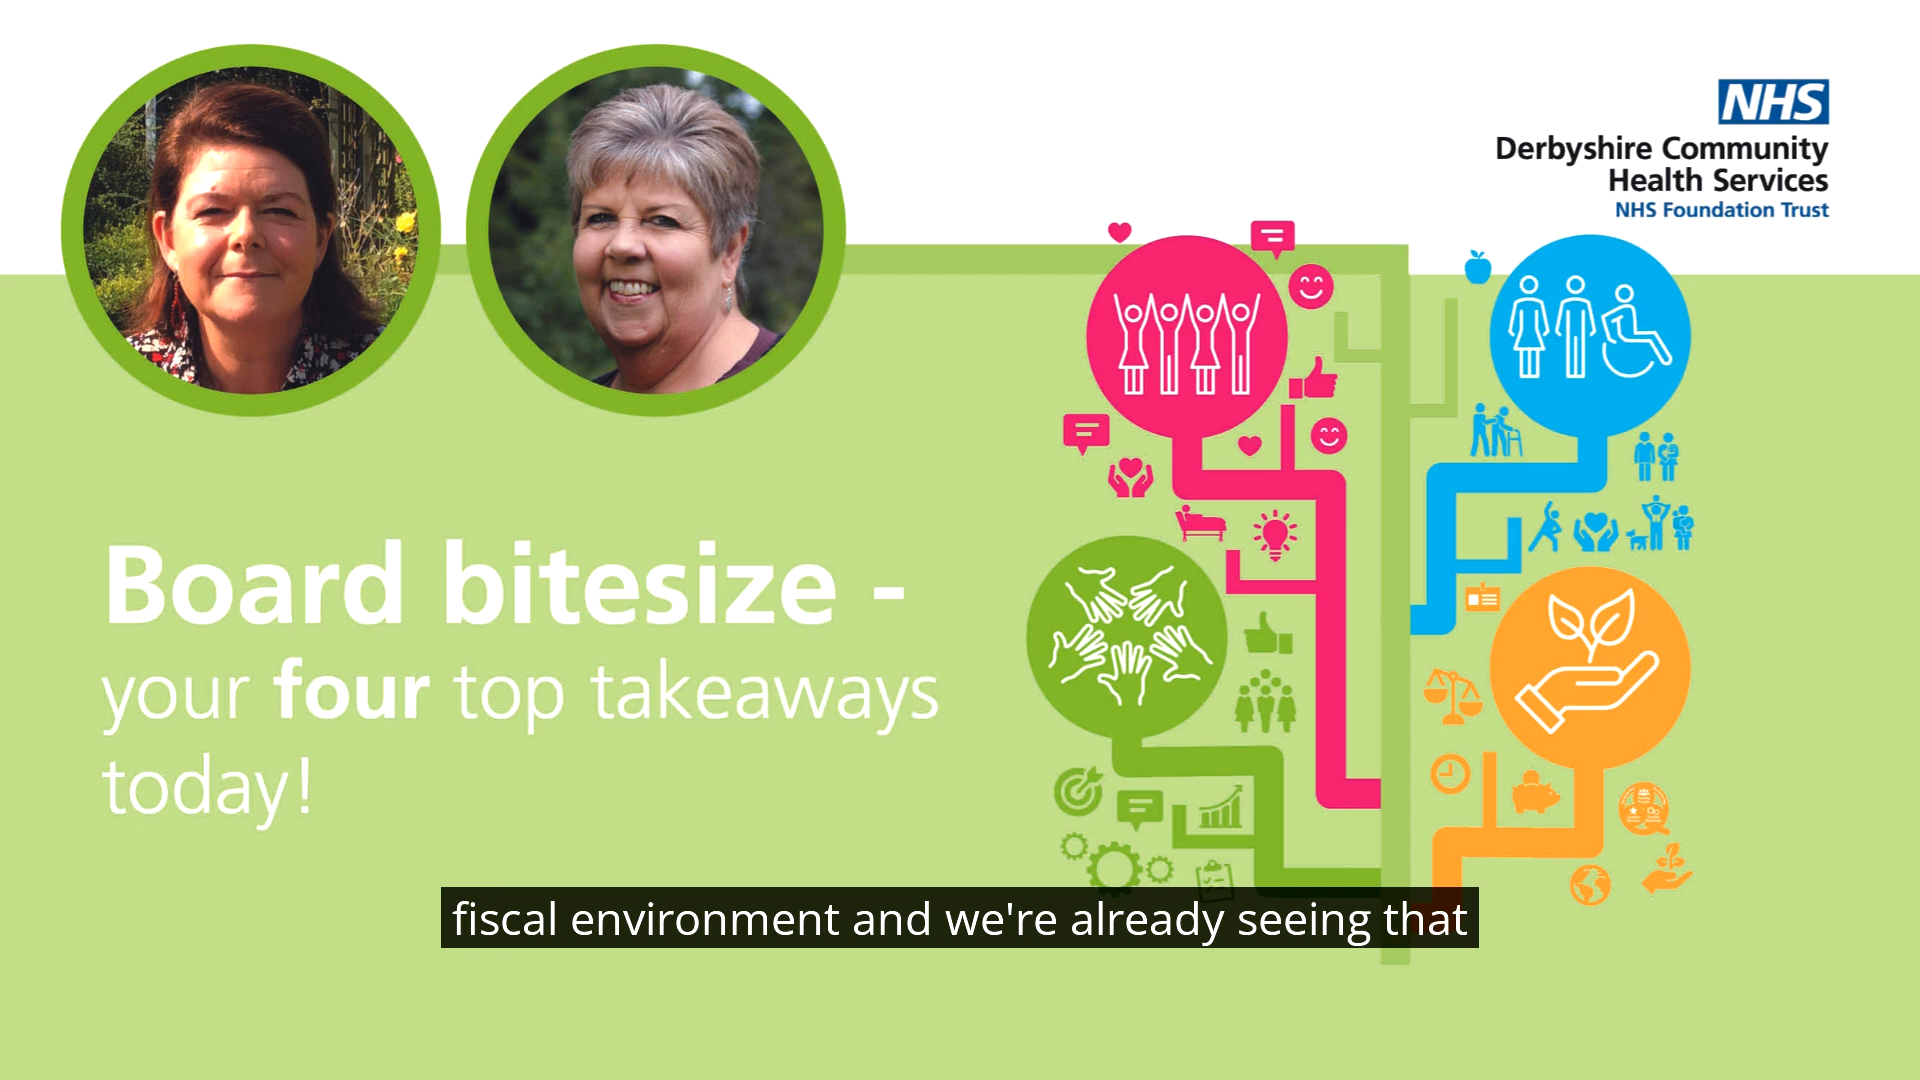 NHS
Derbyshire Community
Health Services
NHS Foundation Trust
Board bitesize -
your four top takeaways
today!
fiscal environment and we're already seeing that